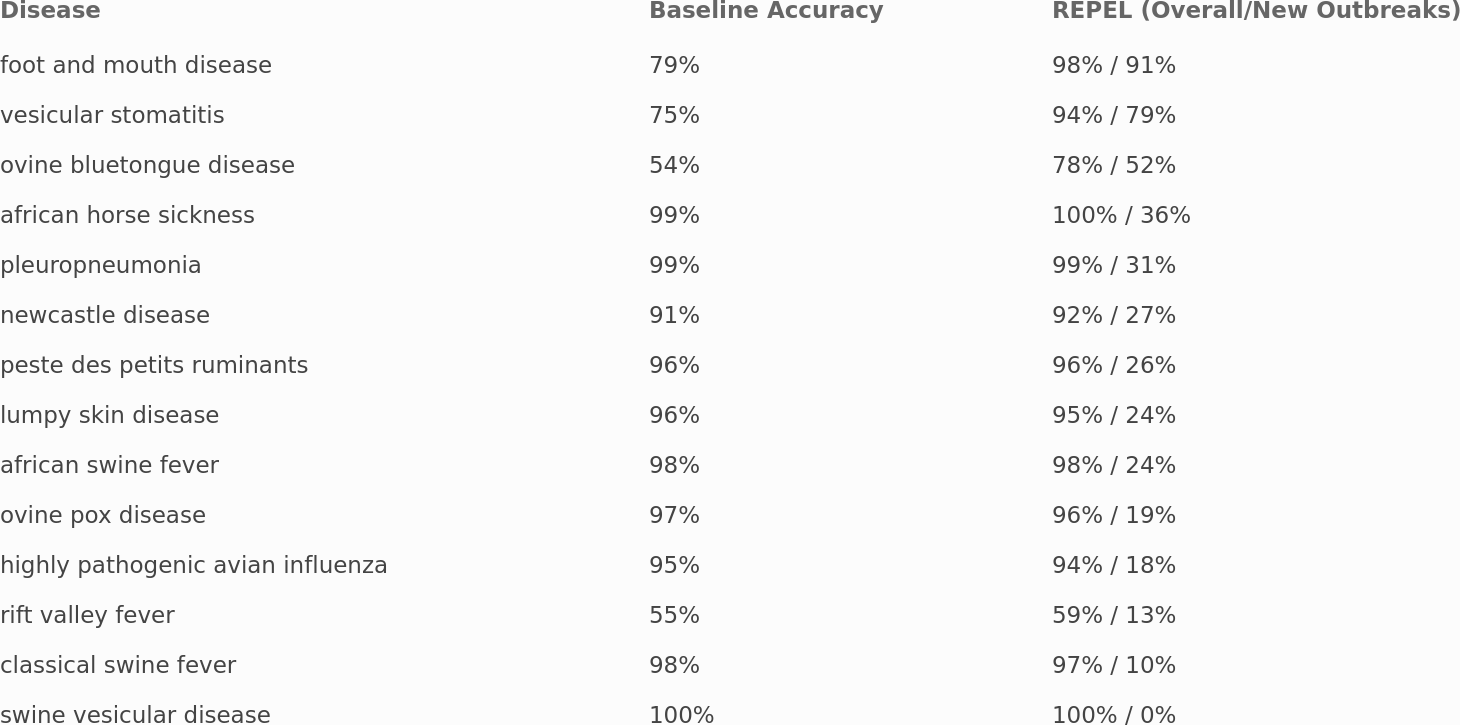 Disease Baseline Accuracy REPEL (Overall/New Outbreaks)
foot and mouth disease 79% 98% / 91%
vesicular stomatitis 75% 94% / 79%
ovine bluetongue disease 54% 78% / 52%
african horse sickness 99% 100% / 36%
pleuropneumonia 99% 99% / 31%
newcastle disease 91% 92% / 27%
peste des petits ruminants 96% 96% / 26%
lumpy skin disease 96% 95% / 24%
african swine fever 98% 98% / 24%
ovine pox disease 97% 96% / 19%
highly pathogenic avian influenza 95% 94% / 18%
rift valley fever 55% 59% / 13%
classical swine fever 98% 97% / 10%
swine vesicular disease 100% 100% / 0%